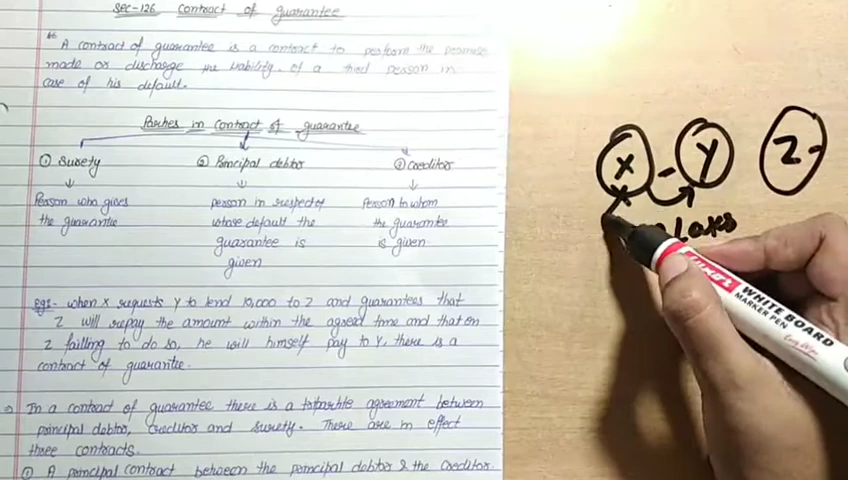 Sec-126 Contract of guarantee
" A contract of guarantee is a contract to perform the promise
made or discharge the liability of a third person in
case of his default.
Parties in Contract of guarantee
① Surety ② Principal debtor ③ Creditor
Person who gives person in respect of Person to whom
the guarantee whose default the the guarantee
guarantee is is given
given
Eg:- when X requests Y to lend 10,000 to Z and guarantees that
Z will repay the amount within the agreed time and that on
Z failing to do so, he will himself pay to Y, there is a
contract of guarantee.
In a contract of guarantee there is a tripartite agreement between
principal debtor, creditor and surety. There are in effect
three contracts.
① A principal contract between the principal debtor & the creditor.
X - Y Z
WHITE BOARD
MARKER PEN